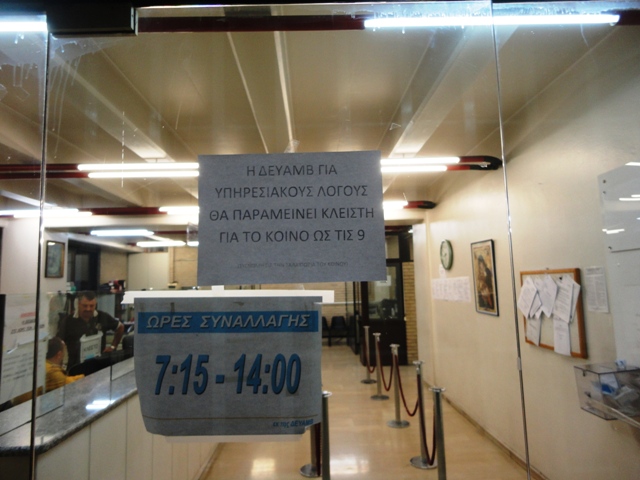 Η ΔΕΥΑΜΒ ΓΙΑ
ΥΠΗΡΕΣΙΑΚΟΥΣ ΛΟΓΟΥΣ
ΘΑ ΠΑΡΑΜΕΙΝΕΙ ΚΛΕΙΣΤΗ
ΓΙΑ ΤΟ ΚΟΙΝΟ ΩΣ ΤΙΣ 9
ΩΡΕΣ ΣΥΝΑΛΛΑΓΗΣ
7:15 - 14:00